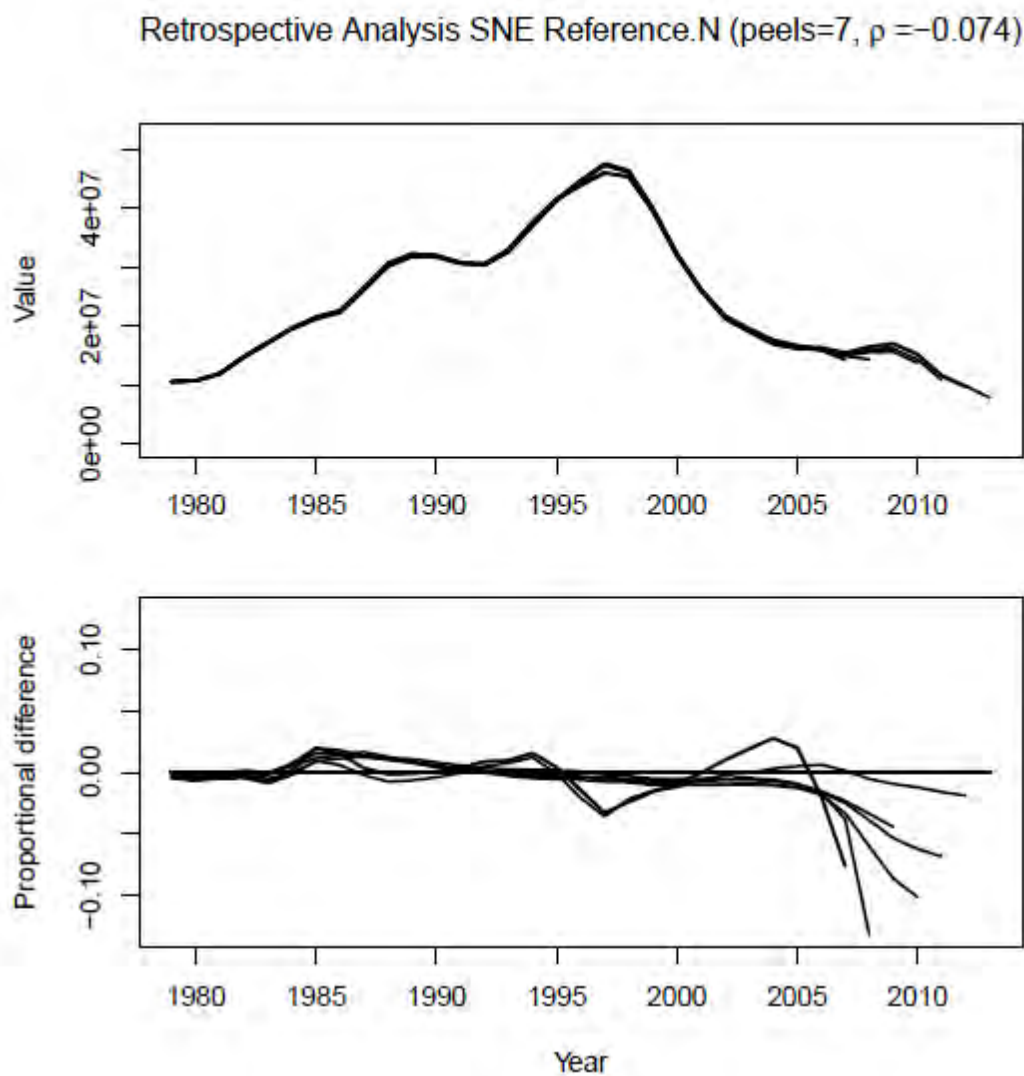 Retrospective Analysis SNE Reference.N (peels=7, ρ =−0.074)
Value
4e+07
2e+07
0e+00
1980 1985 1990 1995 2000 2005 2010
Proportional difference
0.10
0.00
−0.10
1980 1985 1990 1995 2000 2005 2010
Year